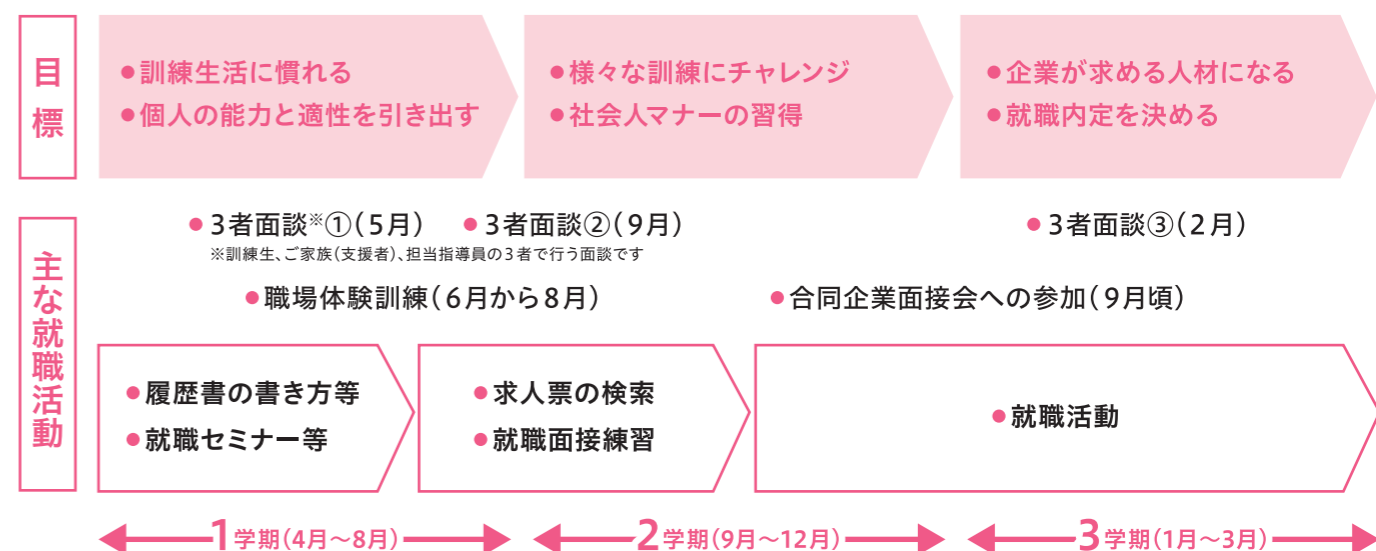 目標
●訓練生活に慣れる
●個人の能力と適性を引き出す
●様々な訓練にチャレンジ
●社会人マナーの習得
●企業が求める人材になる
●就職内定を決める
主な就職活動
●3者面談※①(5月)
●3者面談②(9月)
●3者面談③(2月)
※訓練生、ご家族(支援者)、担当指導員の3者で行う面談です
●職場体験訓練(6月から8月)
●合同企業面接会への参加(9月頃)
●履歴書の書き方等
●就職セミナー等
●求人票の検索
●就職面接練習
●就職活動
1学期(4月〜8月)
2学期(9月〜12月)
3学期(1月〜3月)